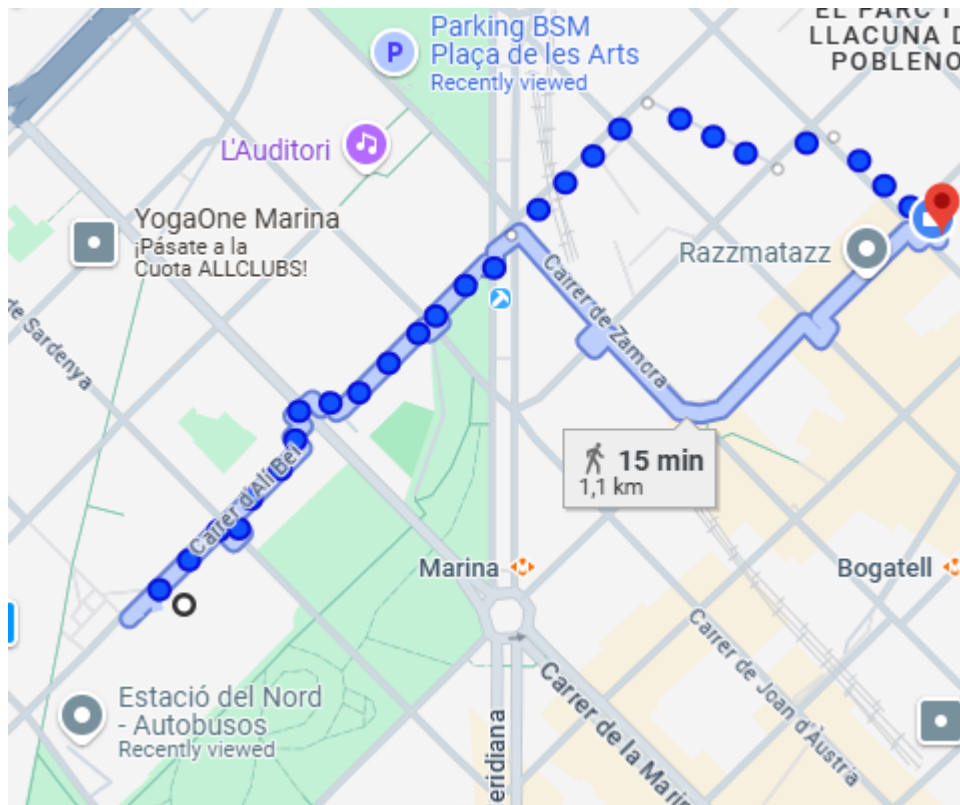 EL PARC I
LLACUNA D
POBLENO
Parking BSM
Plaça de les Arts
Recently viewed
P
L'Auditori
YogaOne Marina
¡Pásate a la
Cuota ALLCLUBS!
Razzmatazz
Carrer de Zamora
de Sardenya
15 min
1,1 km
Carrer d'Alí Bei
Marina
Bogatell
Carrer de Joan d'Àustria
Carrer de la Marin
Estació del Nord
- Autobusos
Recently viewed
eridiana